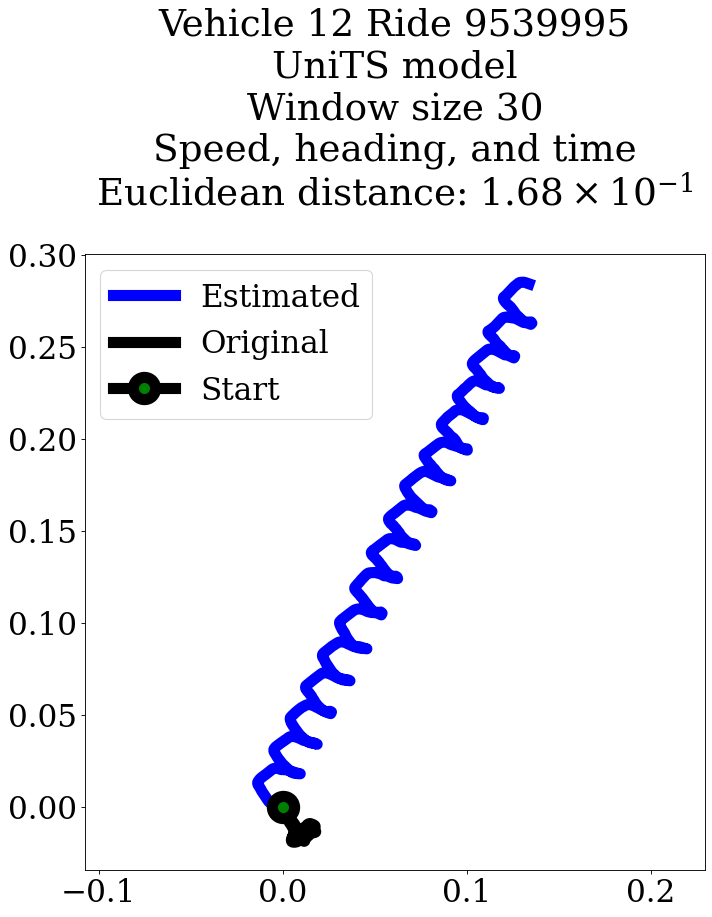 Vehicle 12 Ride 9539995
UniTS model
Window size 30
Speed, heading, and time
Euclidean distance: 1.68 × 10⁻¹
0.30
0.25
0.20
0.15
0.10
0.05
0.00
Estimated
Original
Start
−0.1 0.0 0.1 0.2